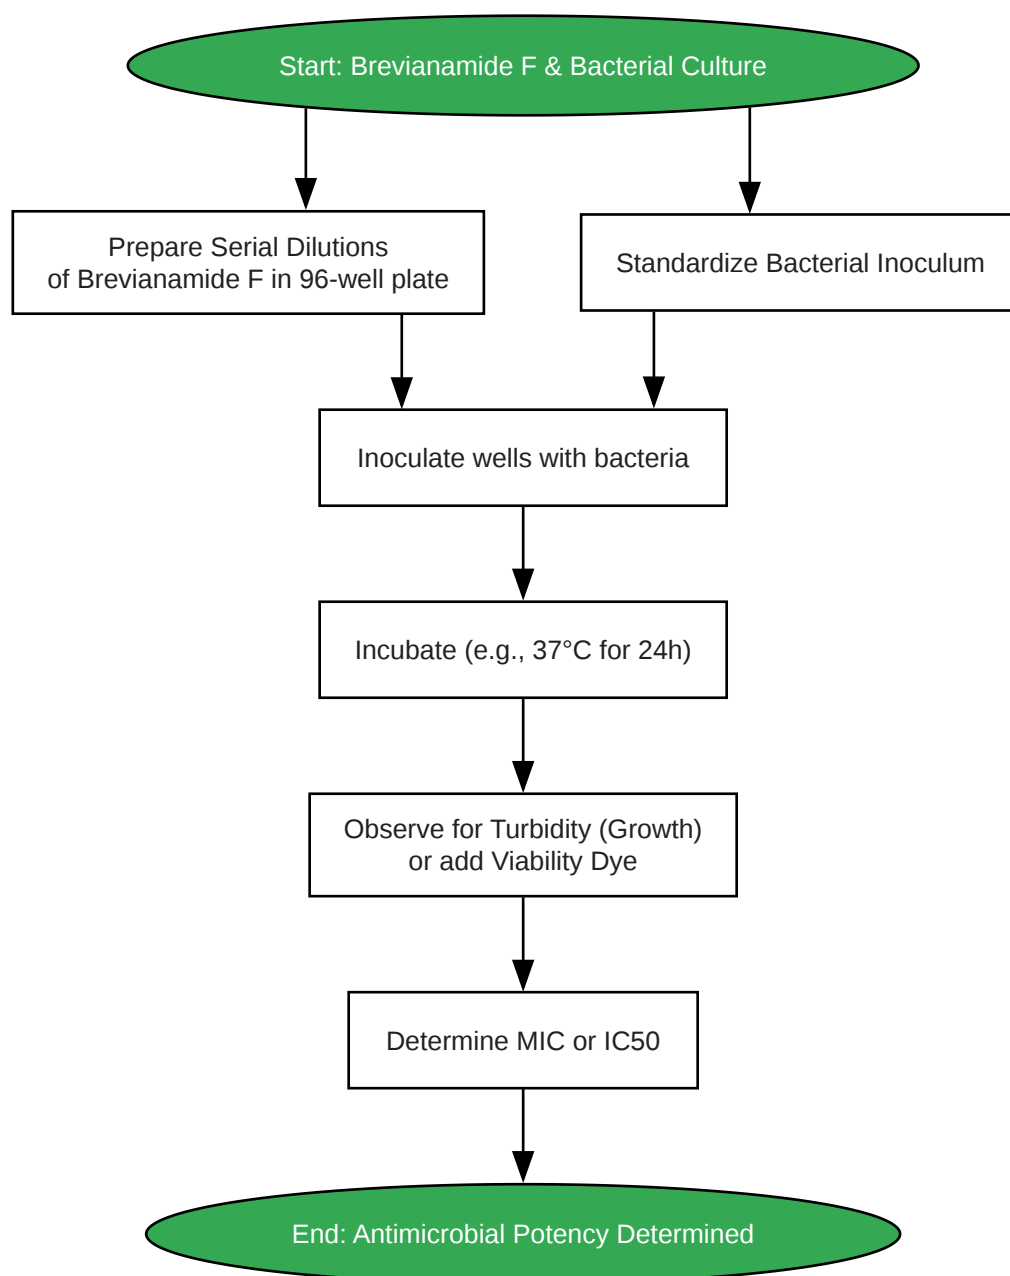 Start: Brevianamide F & Bacterial Culture
Prepare Serial Dilutions
of Brevianamide F in 96-well plate
Standardize Bacterial Inoculum
Inoculate wells with bacteria
Incubate (e.g., 37°C for 24h)
Observe for Turbidity (Growth)
or add Viability Dye
Determine MIC or IC50
End: Antimicrobial Potency Determined